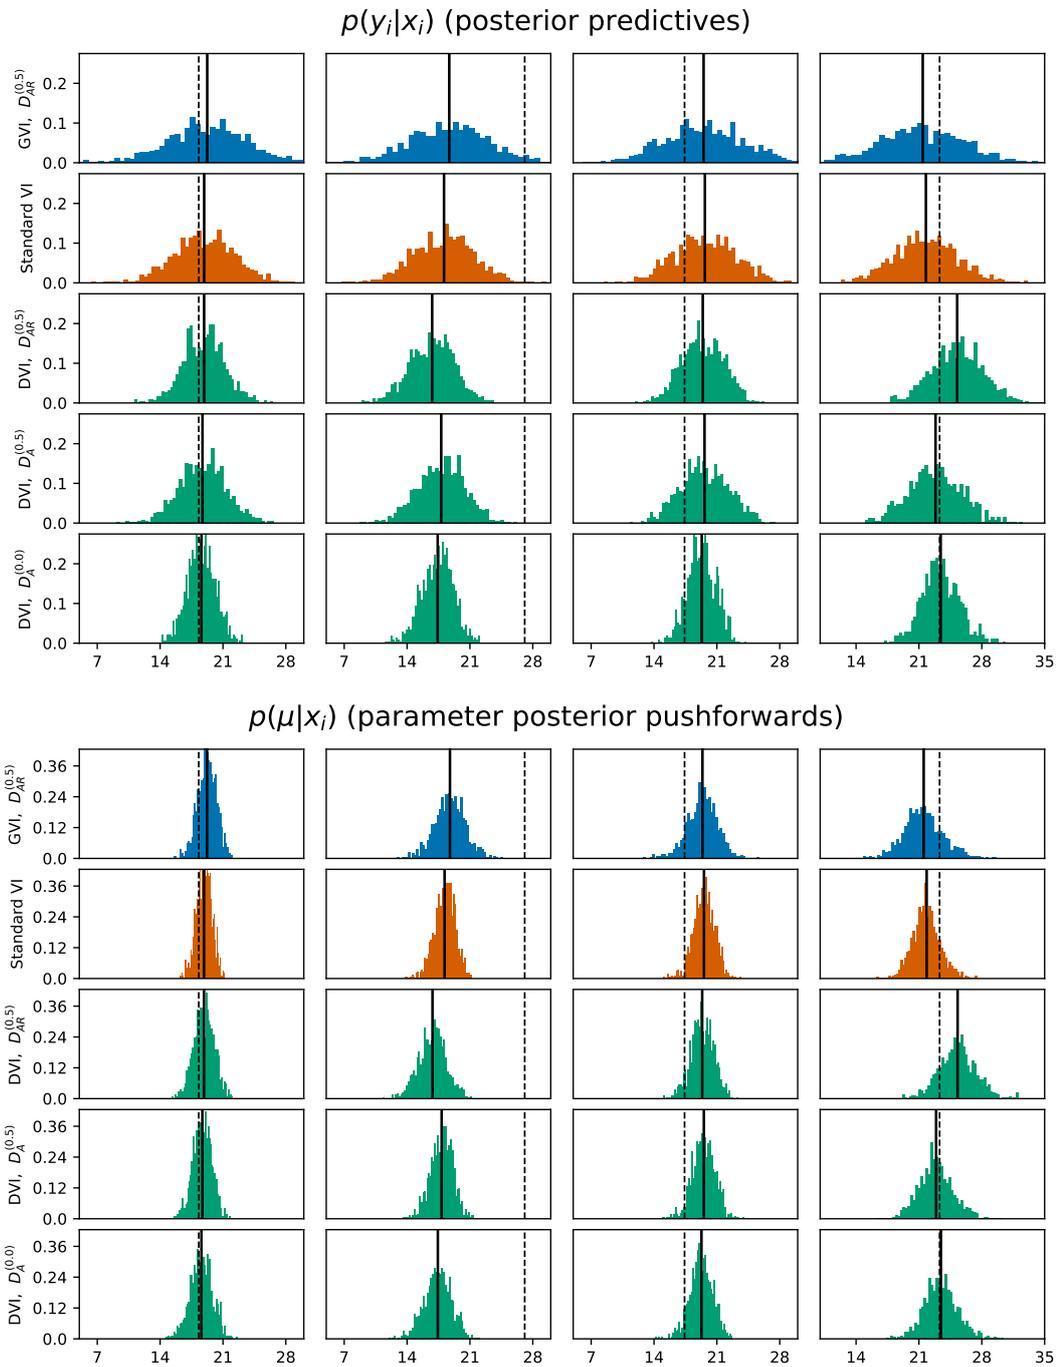 p(yᵢ|xᵢ) (posterior predictives)
GVI, D_AR^(0.5)
0.2
0.1
0.0
Standard VI
0.2
0.1
0.0
DVI, D_AR^(0.5)
0.2
0.1
0.0
DVI, D_A^(0.5)
0.2
0.1
0.0
DVI, D_A^(0.0)
0.2
0.1
0.0
7 14 21 28 7 14 21 28 7 14 21 28 14 21 28 35
p(μ|xᵢ) (parameter posterior pushforwards)
GVI, D_AR^(0.5)
0.36
0.24
0.12
0.0
Standard VI
0.36
0.24
0.12
0.0
DVI, D_AR^(0.5)
0.36
0.24
0.12
0.0
DVI, D_A^(0.5)
0.36
0.24
0.12
0.0
DVI, D_A^(0.0)
0.36
0.24
0.12
0.0
7 14 21 28 7 14 21 28 7 14 21 28 14 21 28 35